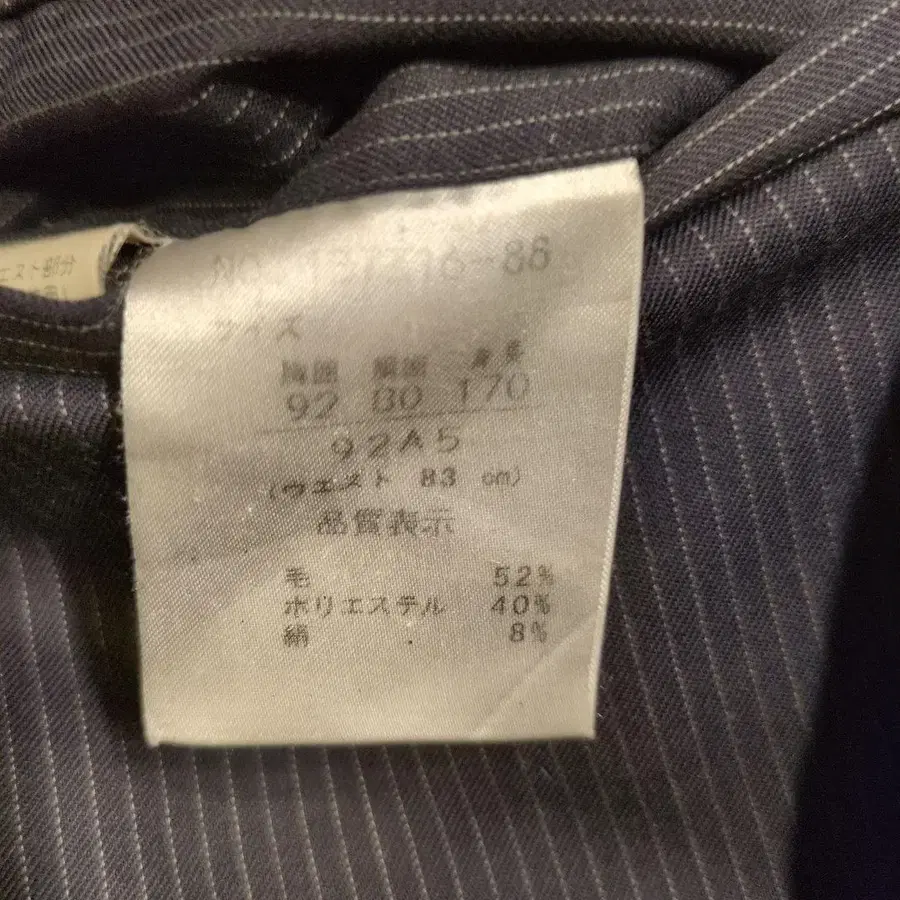 サイズ
胸囲 胴囲 身長
92 80 170
92A5
(ウエスト 83 cm)
品質表示
毛 52%
ポリエステル 40%
絹 8%